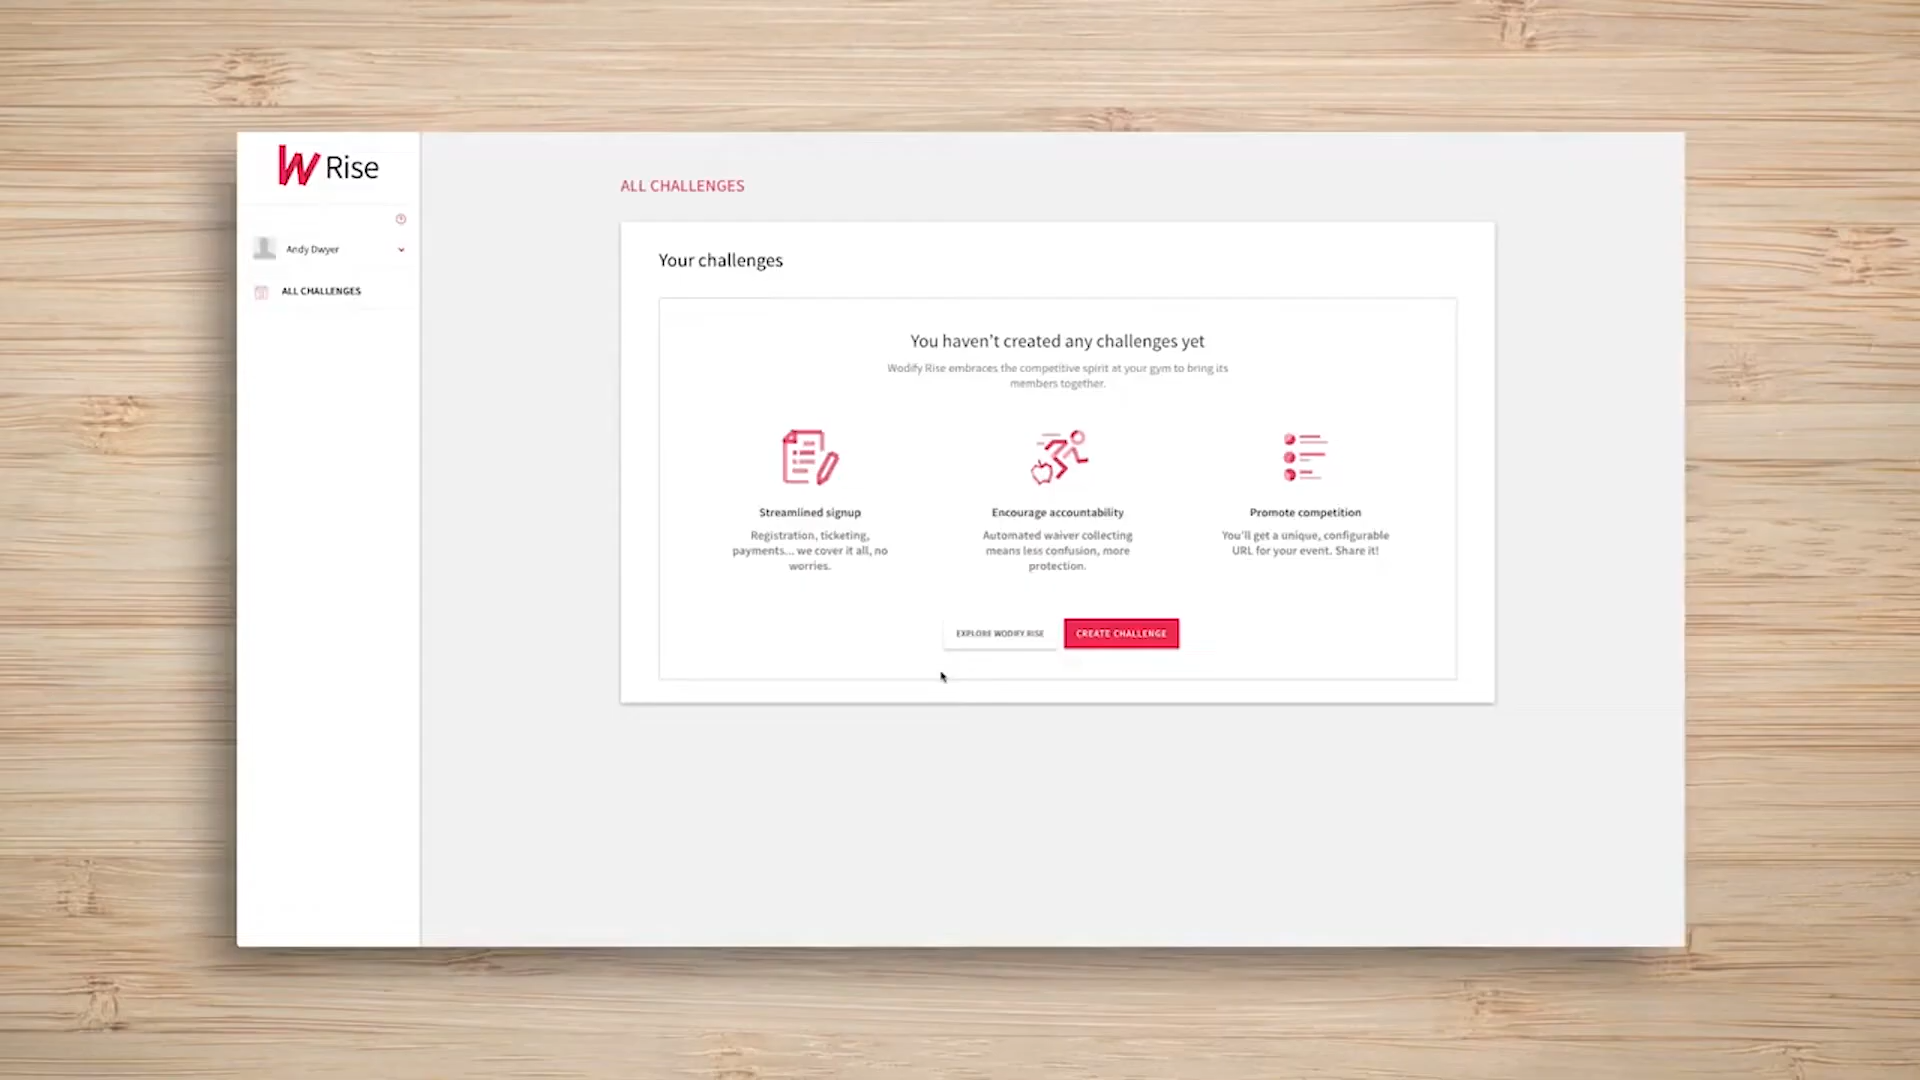 W Rise
Andy Dwyer
ALL CHALLENGES
ALL CHALLENGES
Your challenges
You haven't created any challenges yet
Wodify Rise embraces the competitive spirit at your gym to bring its
members together.
Streamlined signup
Registration, ticketing,
payments... we cover it all, no
worries.
Encourage accountability
Automated waiver collecting
means less confusion, more
protection.
Promote competition
You'll get a unique, configurable
URL for your event. Share it!
EXPLORE WODIFY RISE
CREATE CHALLENGE